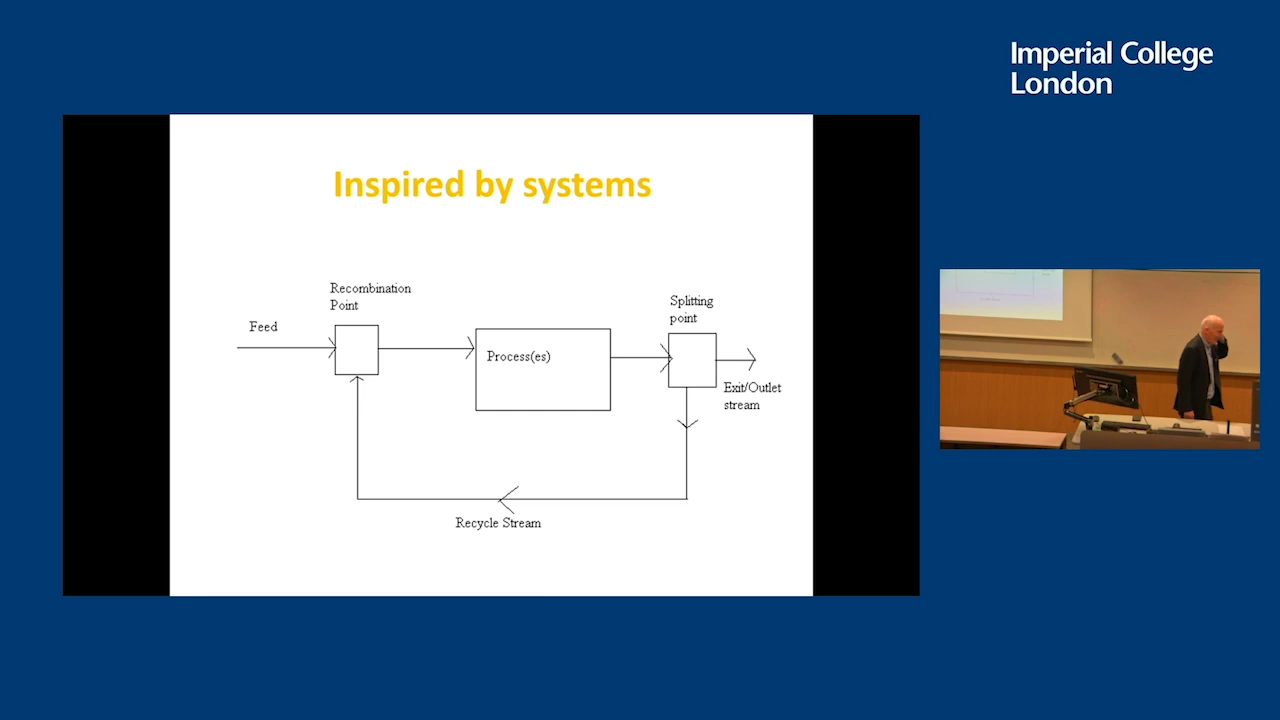 Imperial College
London
Inspired by systems
Recombination
Point
Feed
Splitting
point
Process(es)
Exit/Outlet
stream
Recycle Stream